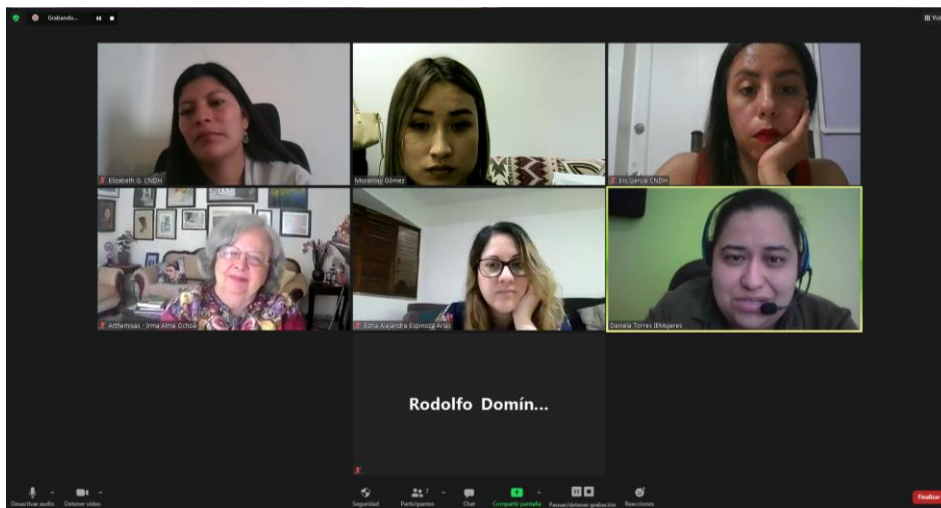 Grabando...
Elizabeth G. CNDH
Moramay Gómez
Iris García CNDH
Arthemisas - Irma Alma Ochoa
Edna Alejandra Espinoza Arias
Daniela Torres IEMujeres
Rodolfo Domín...
Desactivar audio
Detener video
Seguridad
7
Participantes
Chat
Compartir pantalla
Pausar/detener grabación
Reacciones
Finalizar